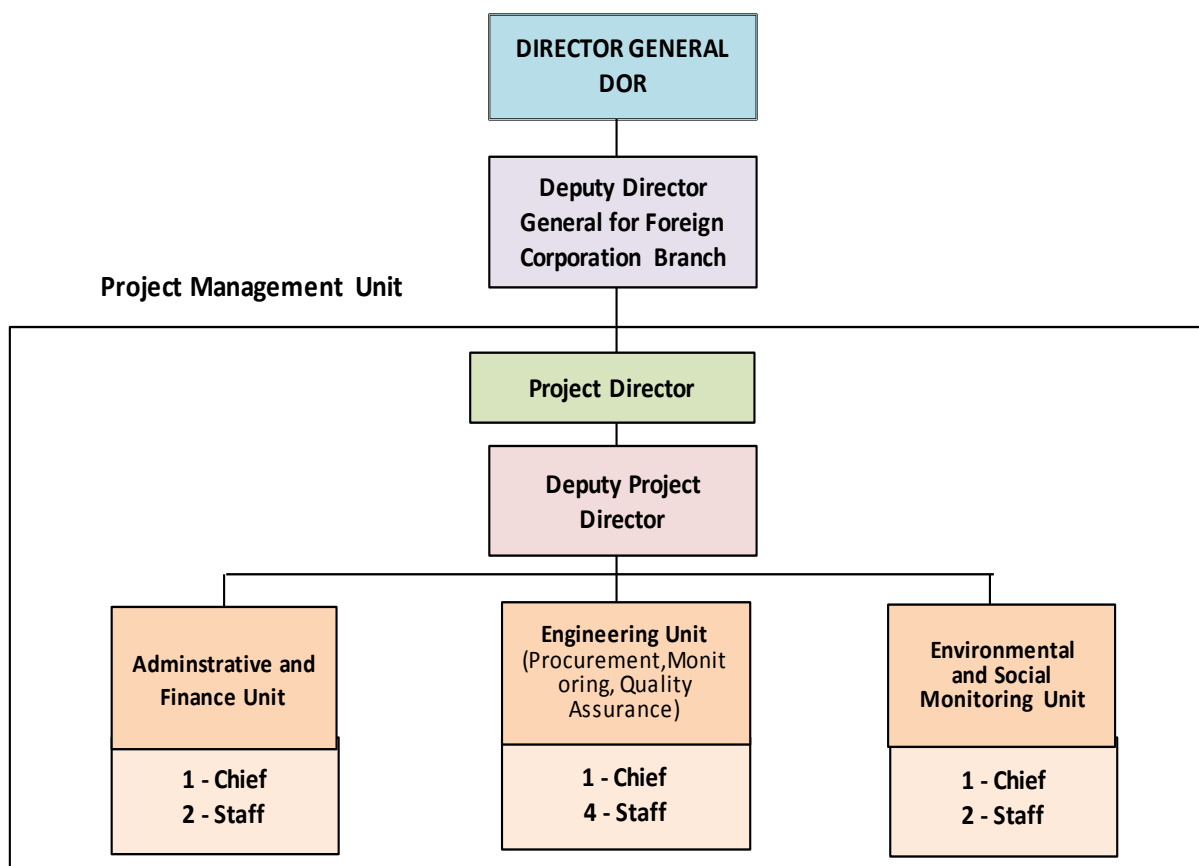 DIRECTOR GENERAL
DOR
Deputy Director
General for Foreign
Corporation Branch
Project Management Unit
Project Director
Deputy Project
Director
Adminstrative and
Finance Unit
1 - Chief
2 - Staff
Engineering Unit
(Procurement,Monit
oring, Quality
Assurance)
1 - Chief
4 - Staff
Environmental
and Social
Monitoring Unit
1 - Chief
2 - Staff